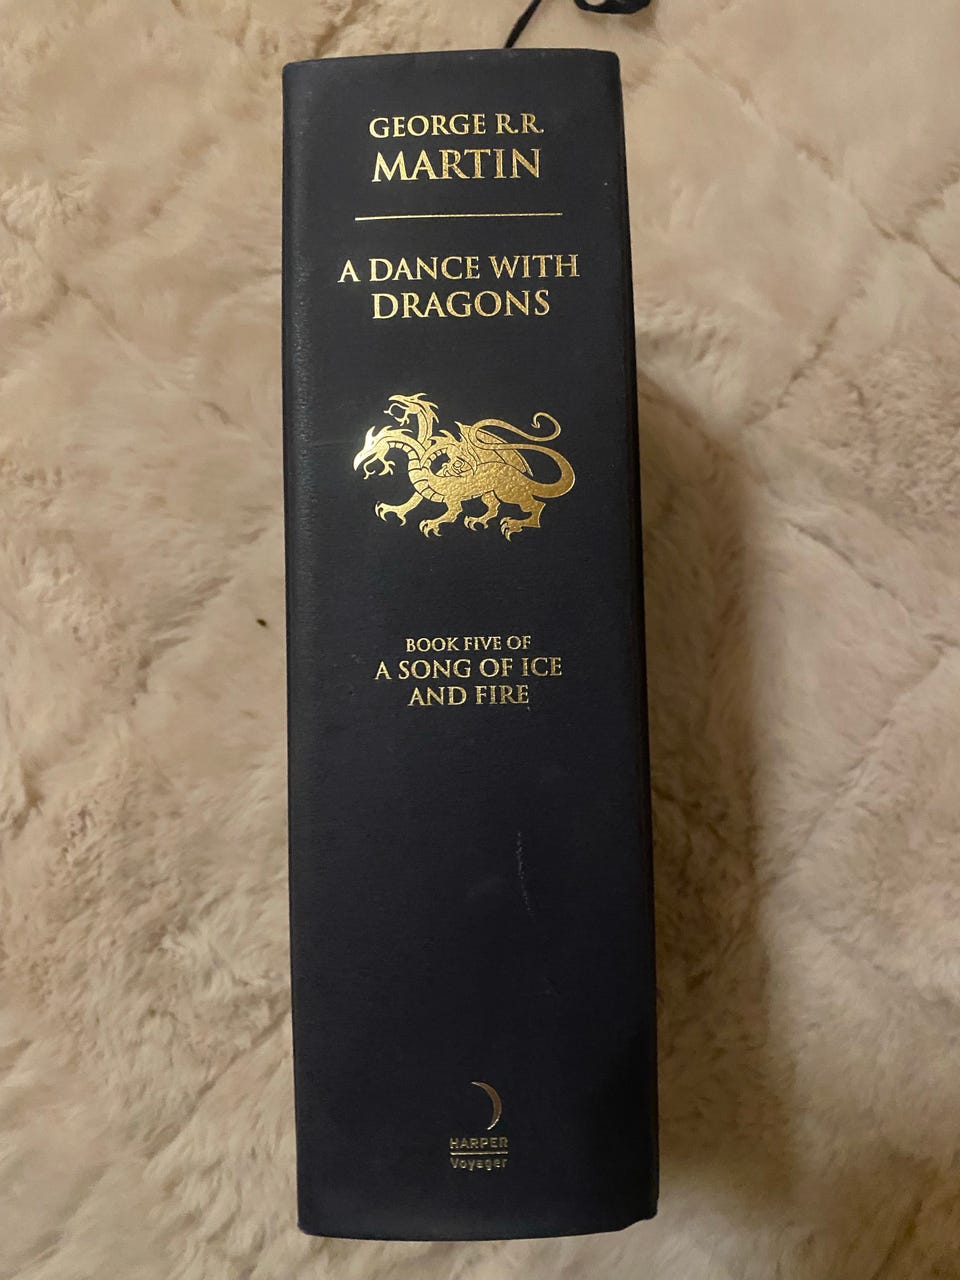 GEORGE R.R.
MARTIN
A DANCE WITH
DRAGONS
BOOK FIVE OF
A SONG OF ICE
AND FIRE
HARPER
Voyager